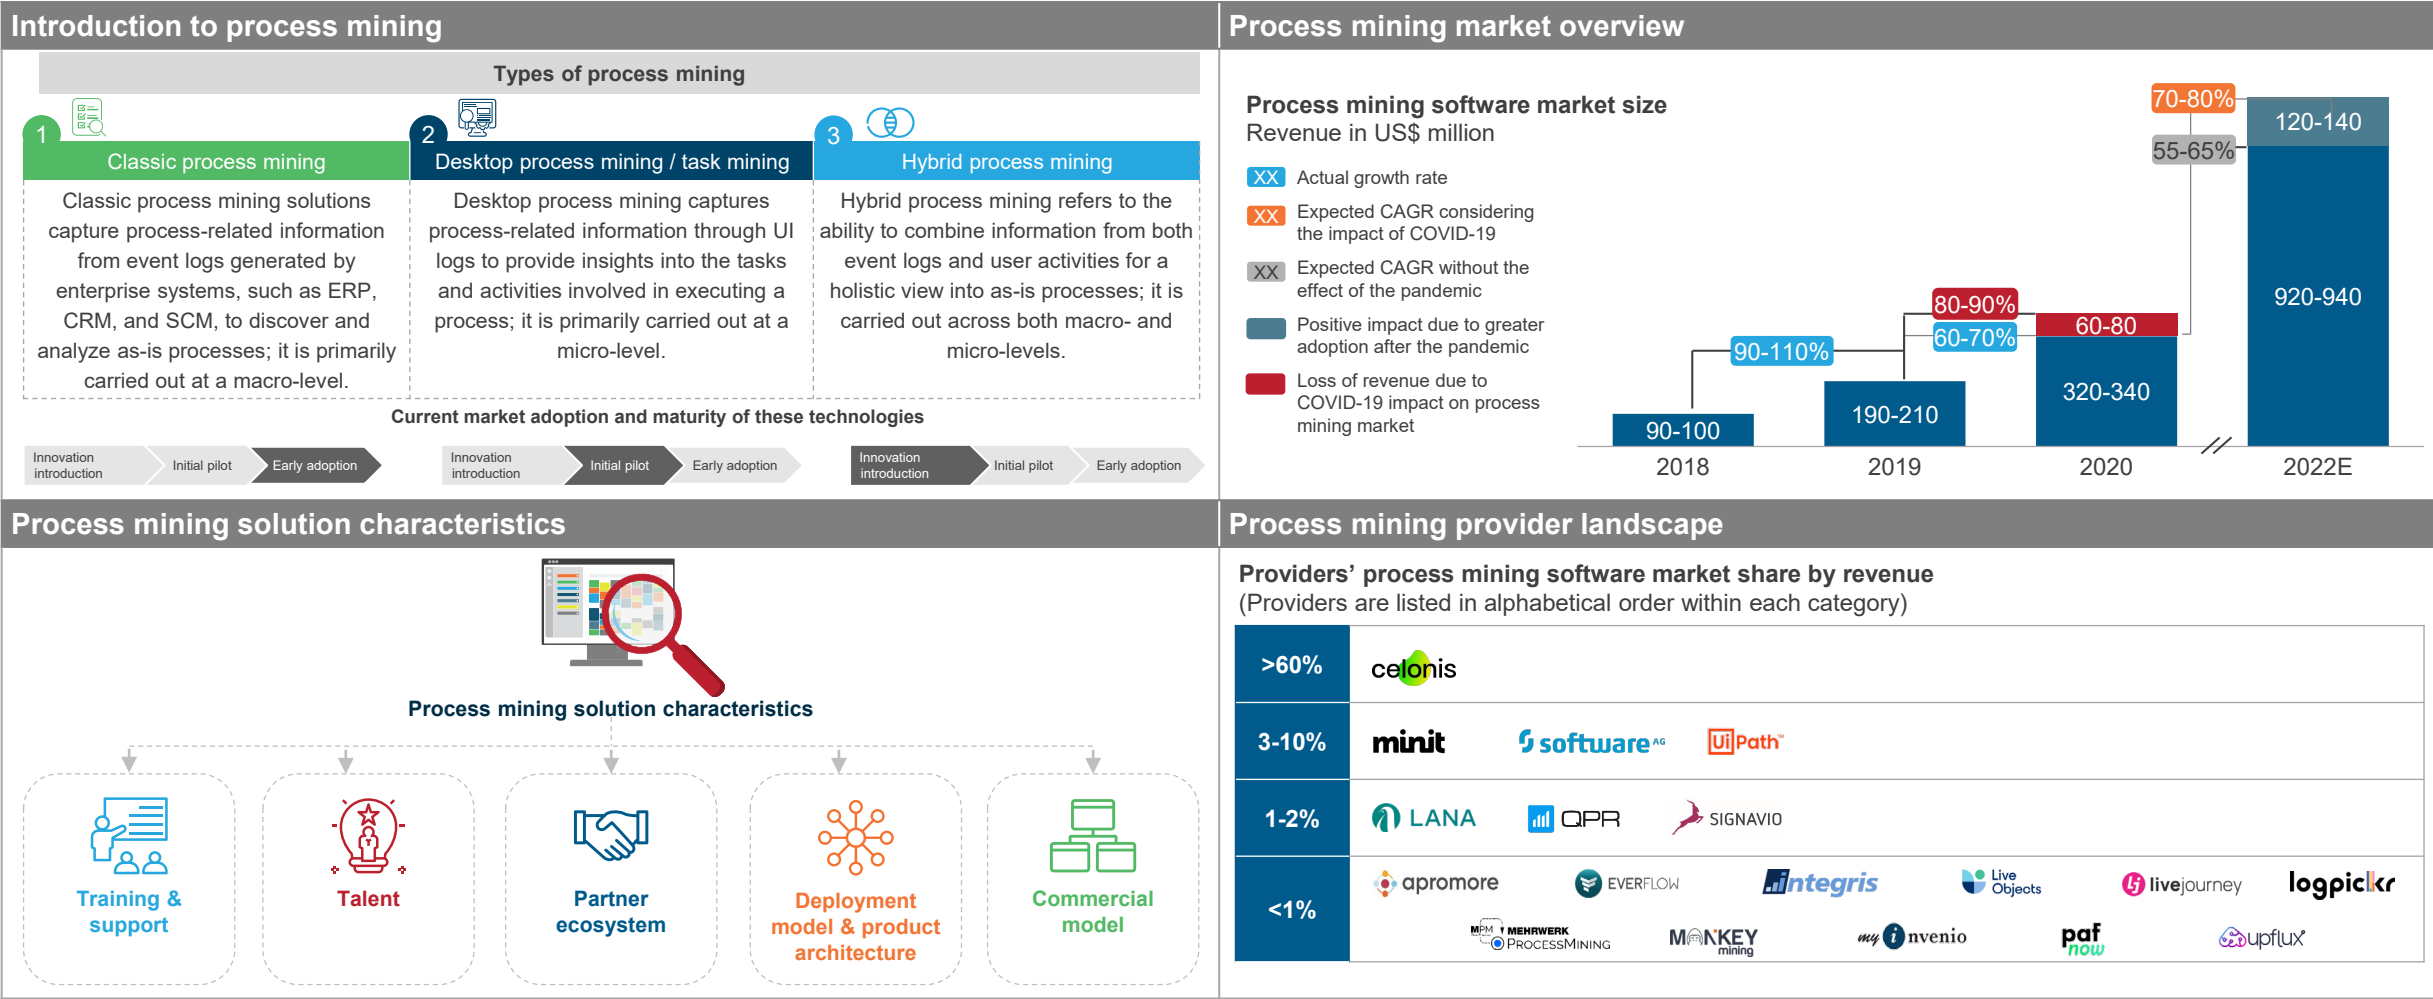 Introduction to process mining
Types of process mining
1
Classic process mining
Classic process mining solutions
capture process-related information
from event logs generated by
enterprise systems, such as ERP,
CRM, and SCM, to discover and
analyze as-is processes; it is primarily
carried out at a macro-level.
2
Desktop process mining / task mining
Desktop process mining captures
process-related information through UI
logs to provide insights into the tasks
and activities involved in executing a
process; it is primarily carried out at a
micro-level.
3
Hybrid process mining
Hybrid process mining refers to the
ability to combine information from both
event logs and user activities for a
holistic view into as-is processes; it is
carried out across both macro- and
micro-levels.
Current market adoption and maturity of these technologies
Innovation
introduction
Initial pilot
Early adoption
Innovation
introduction
Initial pilot
Early adoption
Innovation
introduction
Initial pilot
Early adoption
Process mining market overview
Process mining software market size
Revenue in US$ million
XX Actual growth rate
XX Expected CAGR considering
the impact of COVID-19
XX Expected CAGR without the
effect of the pandemic
Positive impact due to greater
adoption after the pandemic
Loss of revenue due to
COVID-19 impact on process
mining market
70-80%
120-140
55-65%
920-940
80-90%
60-80
60-70%
90-110%
320-340
190-210
90-100
2018
2019
2020
2022E
Process mining solution characteristics
Process mining solution characteristics
Training &
support
Talent
Partner
ecosystem
Deployment
model & product
architecture
Commercial
model
Process mining provider landscape
Providers’ process mining software market share by revenue
(Providers are listed in alphabetical order within each category)
>60%
celonis
3-10%
minit
software AG
UiPath™
1-2%
LANA
QPR
SIGNAVIO
<1%
apromore
EVERFLOW
integris
Live
Objects
lj livejourney
logpickr
MPM MEHRWERK
PROCESSMINING
MONKEY
mining
my invenio
paf
now
upflux